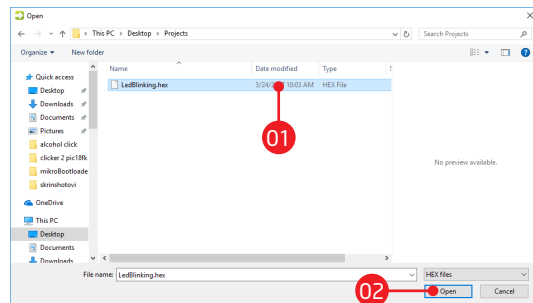 Open
This PC > Desktop > Projects
Search Projects
Organize
New folder
Name
Date modified
Type
Quick access
Desktop
Downloads
Documents
Pictures
alcohol click
clicker 2 pic18fk
mikroBootloade
skrinshotovi
OneDrive
This PC
Desktop
Documents
Downloads
LedBlinking.hex
10:03 AM
HEX File
01
No preview available.
File name:
LedBlinking.hex
HEX files
02
Open
Cancel